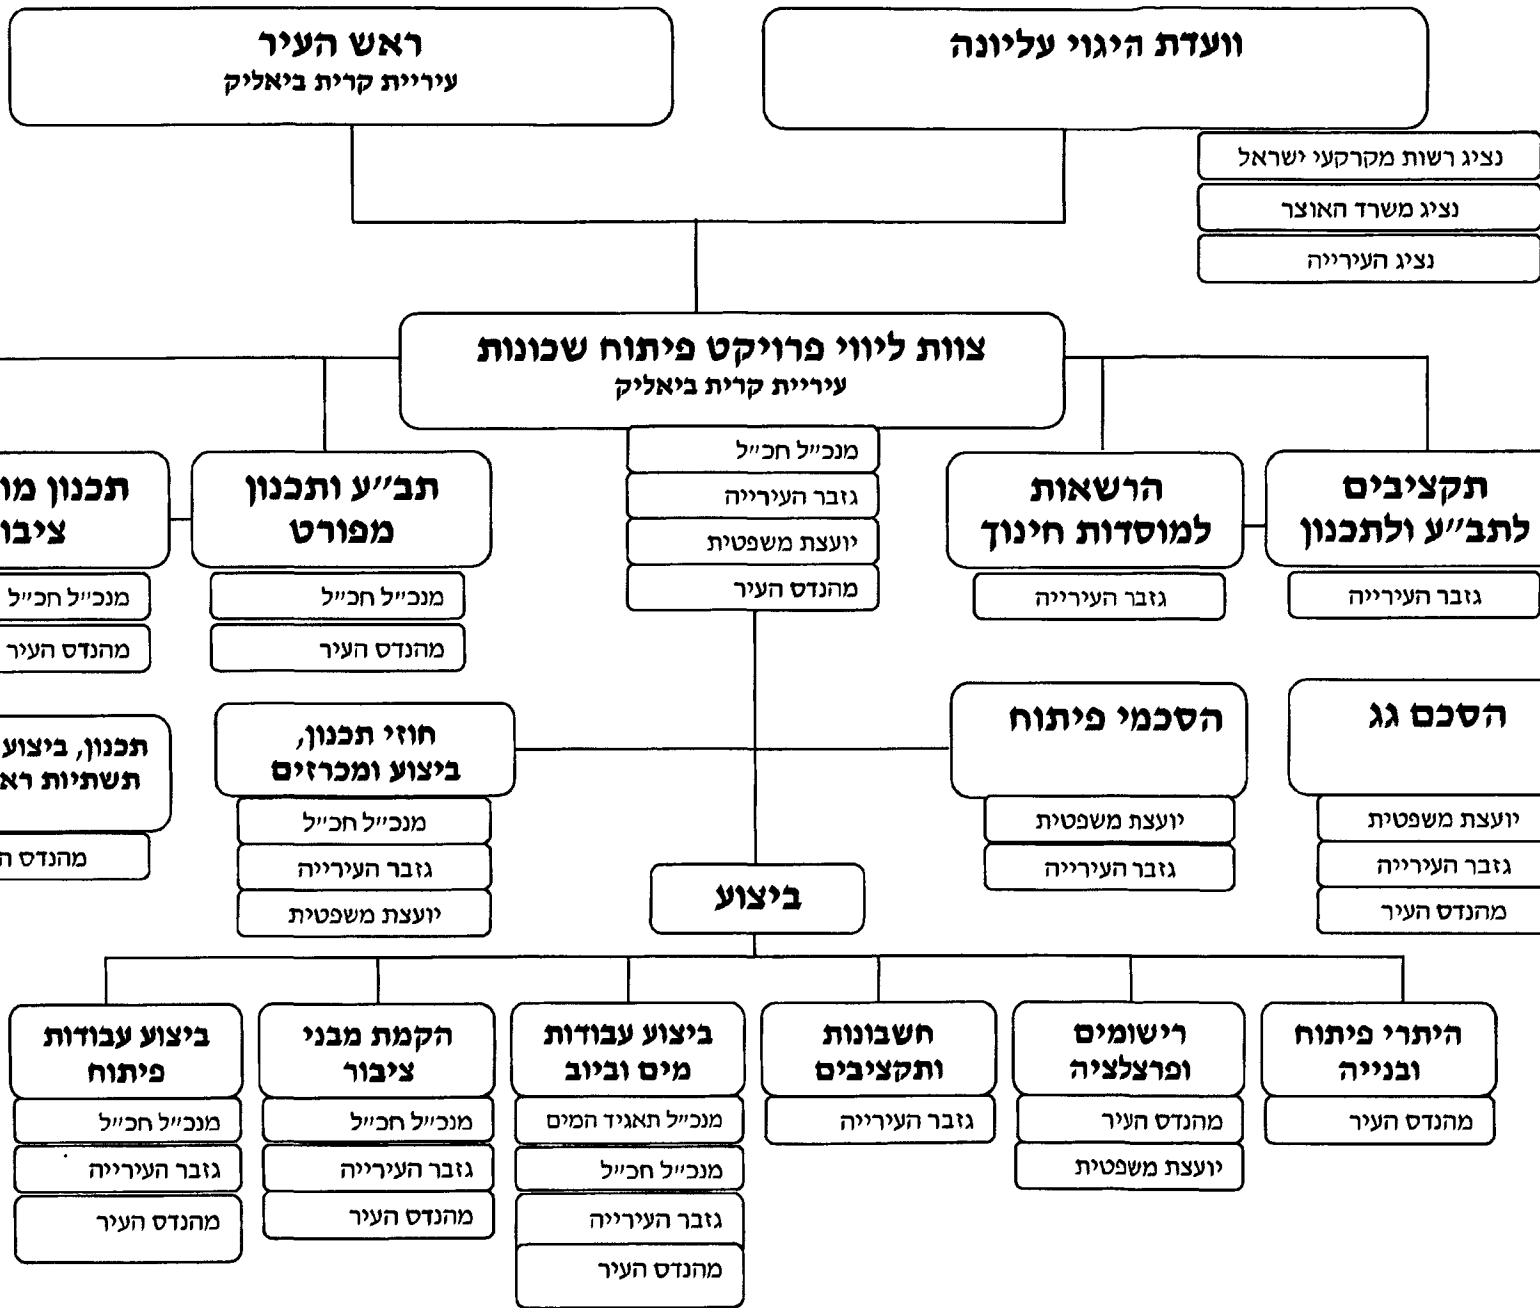 וועדת היגוי עליונה
נציג רשות מקרקעי ישראל
נציג משרד האוצר
נציג העירייה
ראש העיר
עיריית קרית ביאליק
צוות ליווי פרויקט פיתוח שכונות
עיריית קרית ביאליק
מנכ״ל חכ״ל
גזבר העירייה
יועצת משפטית
מהנדס העיר
תקציבים
לתב״ע ולתכנון
גזבר העירייה
הרשאות
למוסדות חינוך
גזבר העירייה
תב״ע ותכנון
מפורט
מנכ״ל חכ״ל
מהנדס העיר
תכנון
מנכ״ל חכ״ל
מהנדס העיר
הסכם גג
יועצת משפטית
גזבר העירייה
מהנדס העיר
הסכמי פיתוח
יועצת משפטית
גזבר העירייה
חוזי תכנון,
ביצוע ומכרזים
מנכ״ל חכ״ל
גזבר העירייה
יועצת משפטית
תכנון, ביצוע
תשתיות
מהנדס
ביצוע
היתרי פיתוח
ובנייה
מהנדס העיר
רישומים
ופרצלציה
מהנדס העיר
יועצת משפטית
חשבונות
ותקציבים
גזבר העירייה
ביצוע עבודות
מים וביוב
מנכ״ל תאגיד המים
מנכ״ל חכ״ל
גזבר העירייה
מהנדס העיר
הקמת מבני
ציבור
מנכ״ל חכ״ל
גזבר העירייה
מהנדס העיר
ביצוע עבודות
פיתוח
מנכ״ל חכ״ל
גזבר העירייה
מהנדס העיר